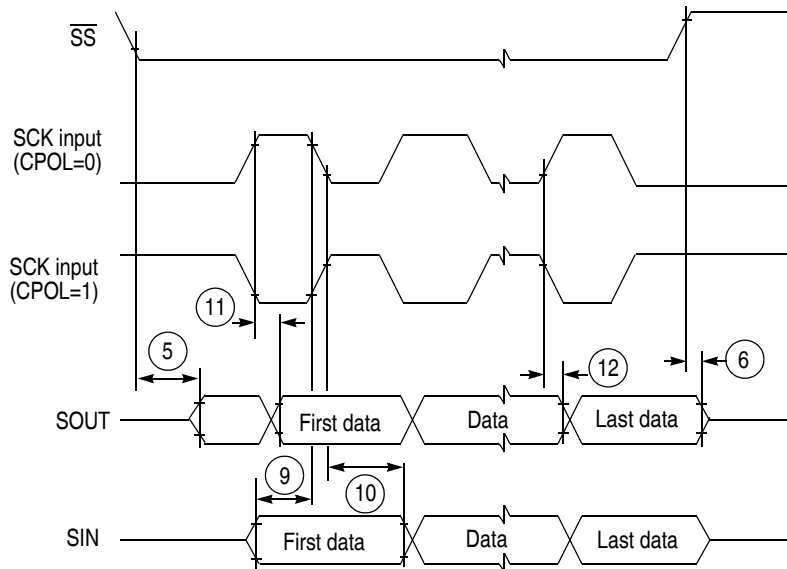 SS
SCK input
(CPOL=0)
SCK input
(CPOL=1)
11
5
12
6
SOUT
First data
Data
Last data
9
10
SIN
First data
Data
Last data